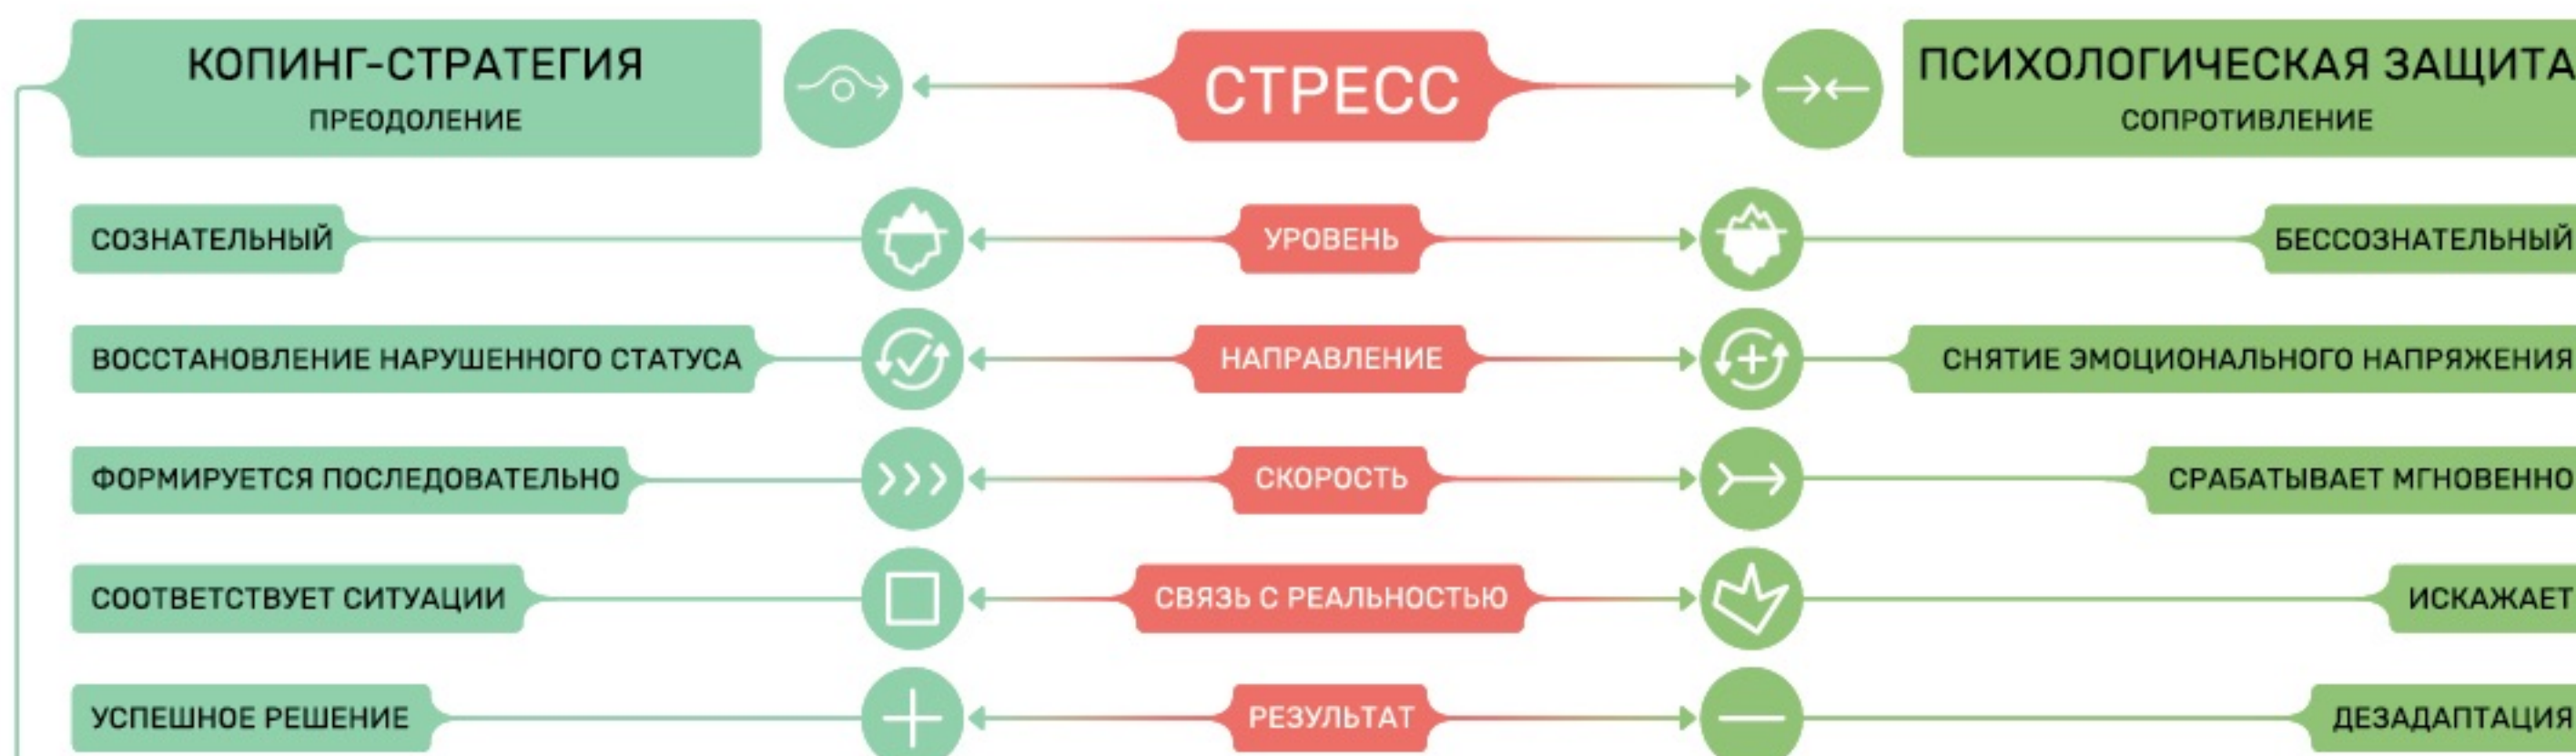 КОПИНГ-СТРАТЕГИЯ
ПРЕОДОЛЕНИЕ
СТРЕСС
ПСИХОЛОГИЧЕСКАЯ ЗАЩИТА
СОПРОТИВЛЕНИЕ
СОЗНАТЕЛЬНЫЙ
УРОВЕНЬ
БЕССОЗНАТЕЛЬНЫЙ
ВОССТАНОВЛЕНИЕ НАРУШЕННОГО СТАТУСА
НАПРАВЛЕНИЕ
СНЯТИЕ ЭМОЦИОНАЛЬНОГО НАПРЯЖЕНИЯ
ФОРМИРУЕТСЯ ПОСЛЕДОВАТЕЛЬНО
СКОРОСТЬ
СРАБАТЫВАЕТ МГНОВЕННО
СООТВЕТСТВУЕТ СИТУАЦИИ
СВЯЗЬ С РЕАЛЬНОСТЬЮ
ИСКАЖАЕТ
УСПЕШНОЕ РЕШЕНИЕ
РЕЗУЛЬТАТ
ДЕЗАДАПТАЦИЯ